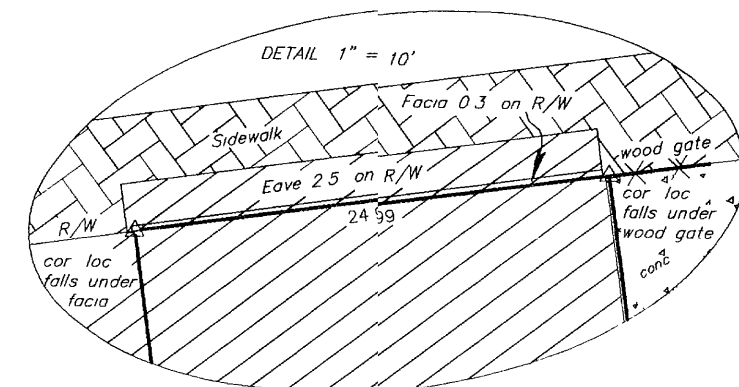 DETAIL 1" = 10'
Facia 0 3 on R/W
Sidewalk
wood gate
Eave 2 5 on R/W
R/W
24 99
cor loc
falls under
wood gate
cor loc
falls under
facia
conc